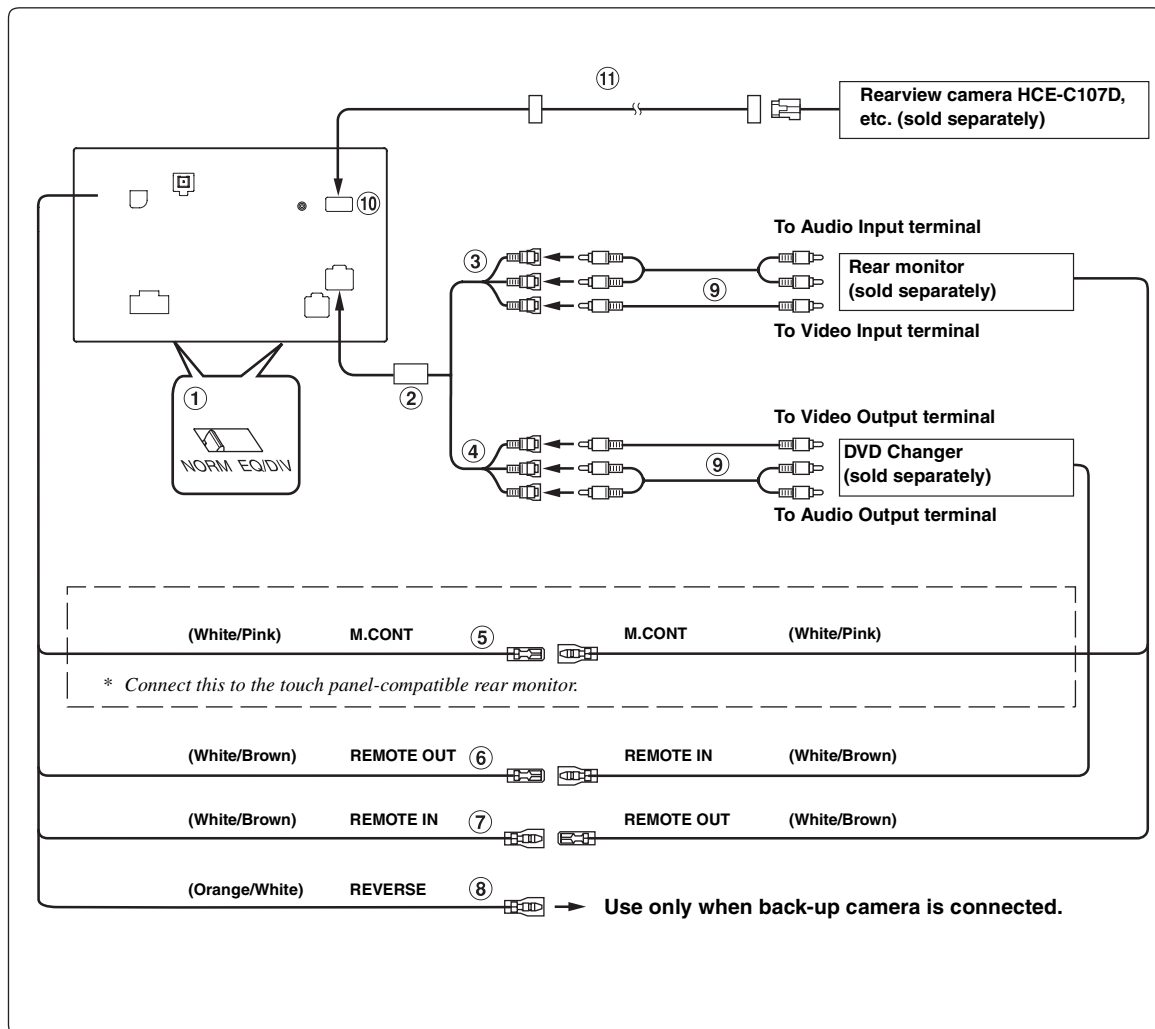 ⑪
Rearview camera HCE-C107D,
etc. (sold separately)
⑩
To Audio Input terminal
③
Rear monitor
(sold separately)
⑨
To Video Input terminal
①
NORM EQ/DIV
②
To Video Output terminal
④
DVD Changer
(sold separately)
⑨
To Audio Output terminal
(White/Pink) M.CONT ⑤ M.CONT (White/Pink)
* Connect this to the touch panel-compatible rear monitor.
(White/Brown) REMOTE OUT ⑥ REMOTE IN (White/Brown)
(White/Brown) REMOTE IN ⑦ REMOTE OUT (White/Brown)
(Orange/White) REVERSE ⑧
Use only when back-up camera is connected.